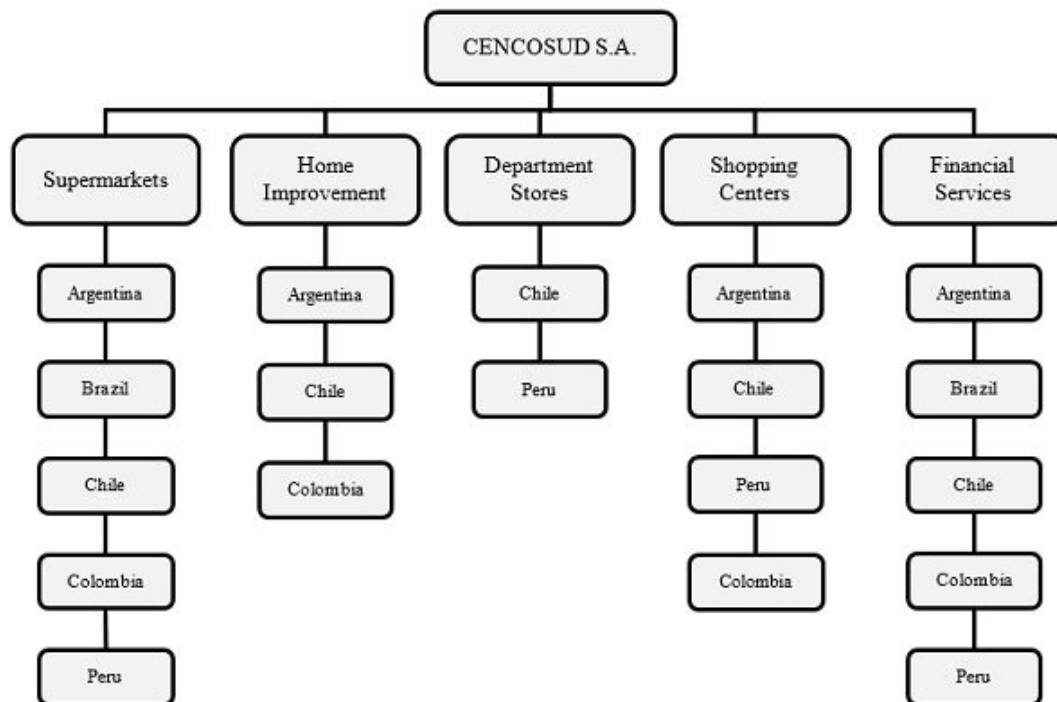 CENCOSUD S.A.
Supermarkets
Argentina
Brazil
Chile
Colombia
Peru
Home
Improvement
Argentina
Chile
Colombia
Department
Stores
Chile
Peru
Shopping
Centers
Argentina
Chile
Peru
Colombia
Financial
Services
Argentina
Brazil
Chile
Colombia
Peru